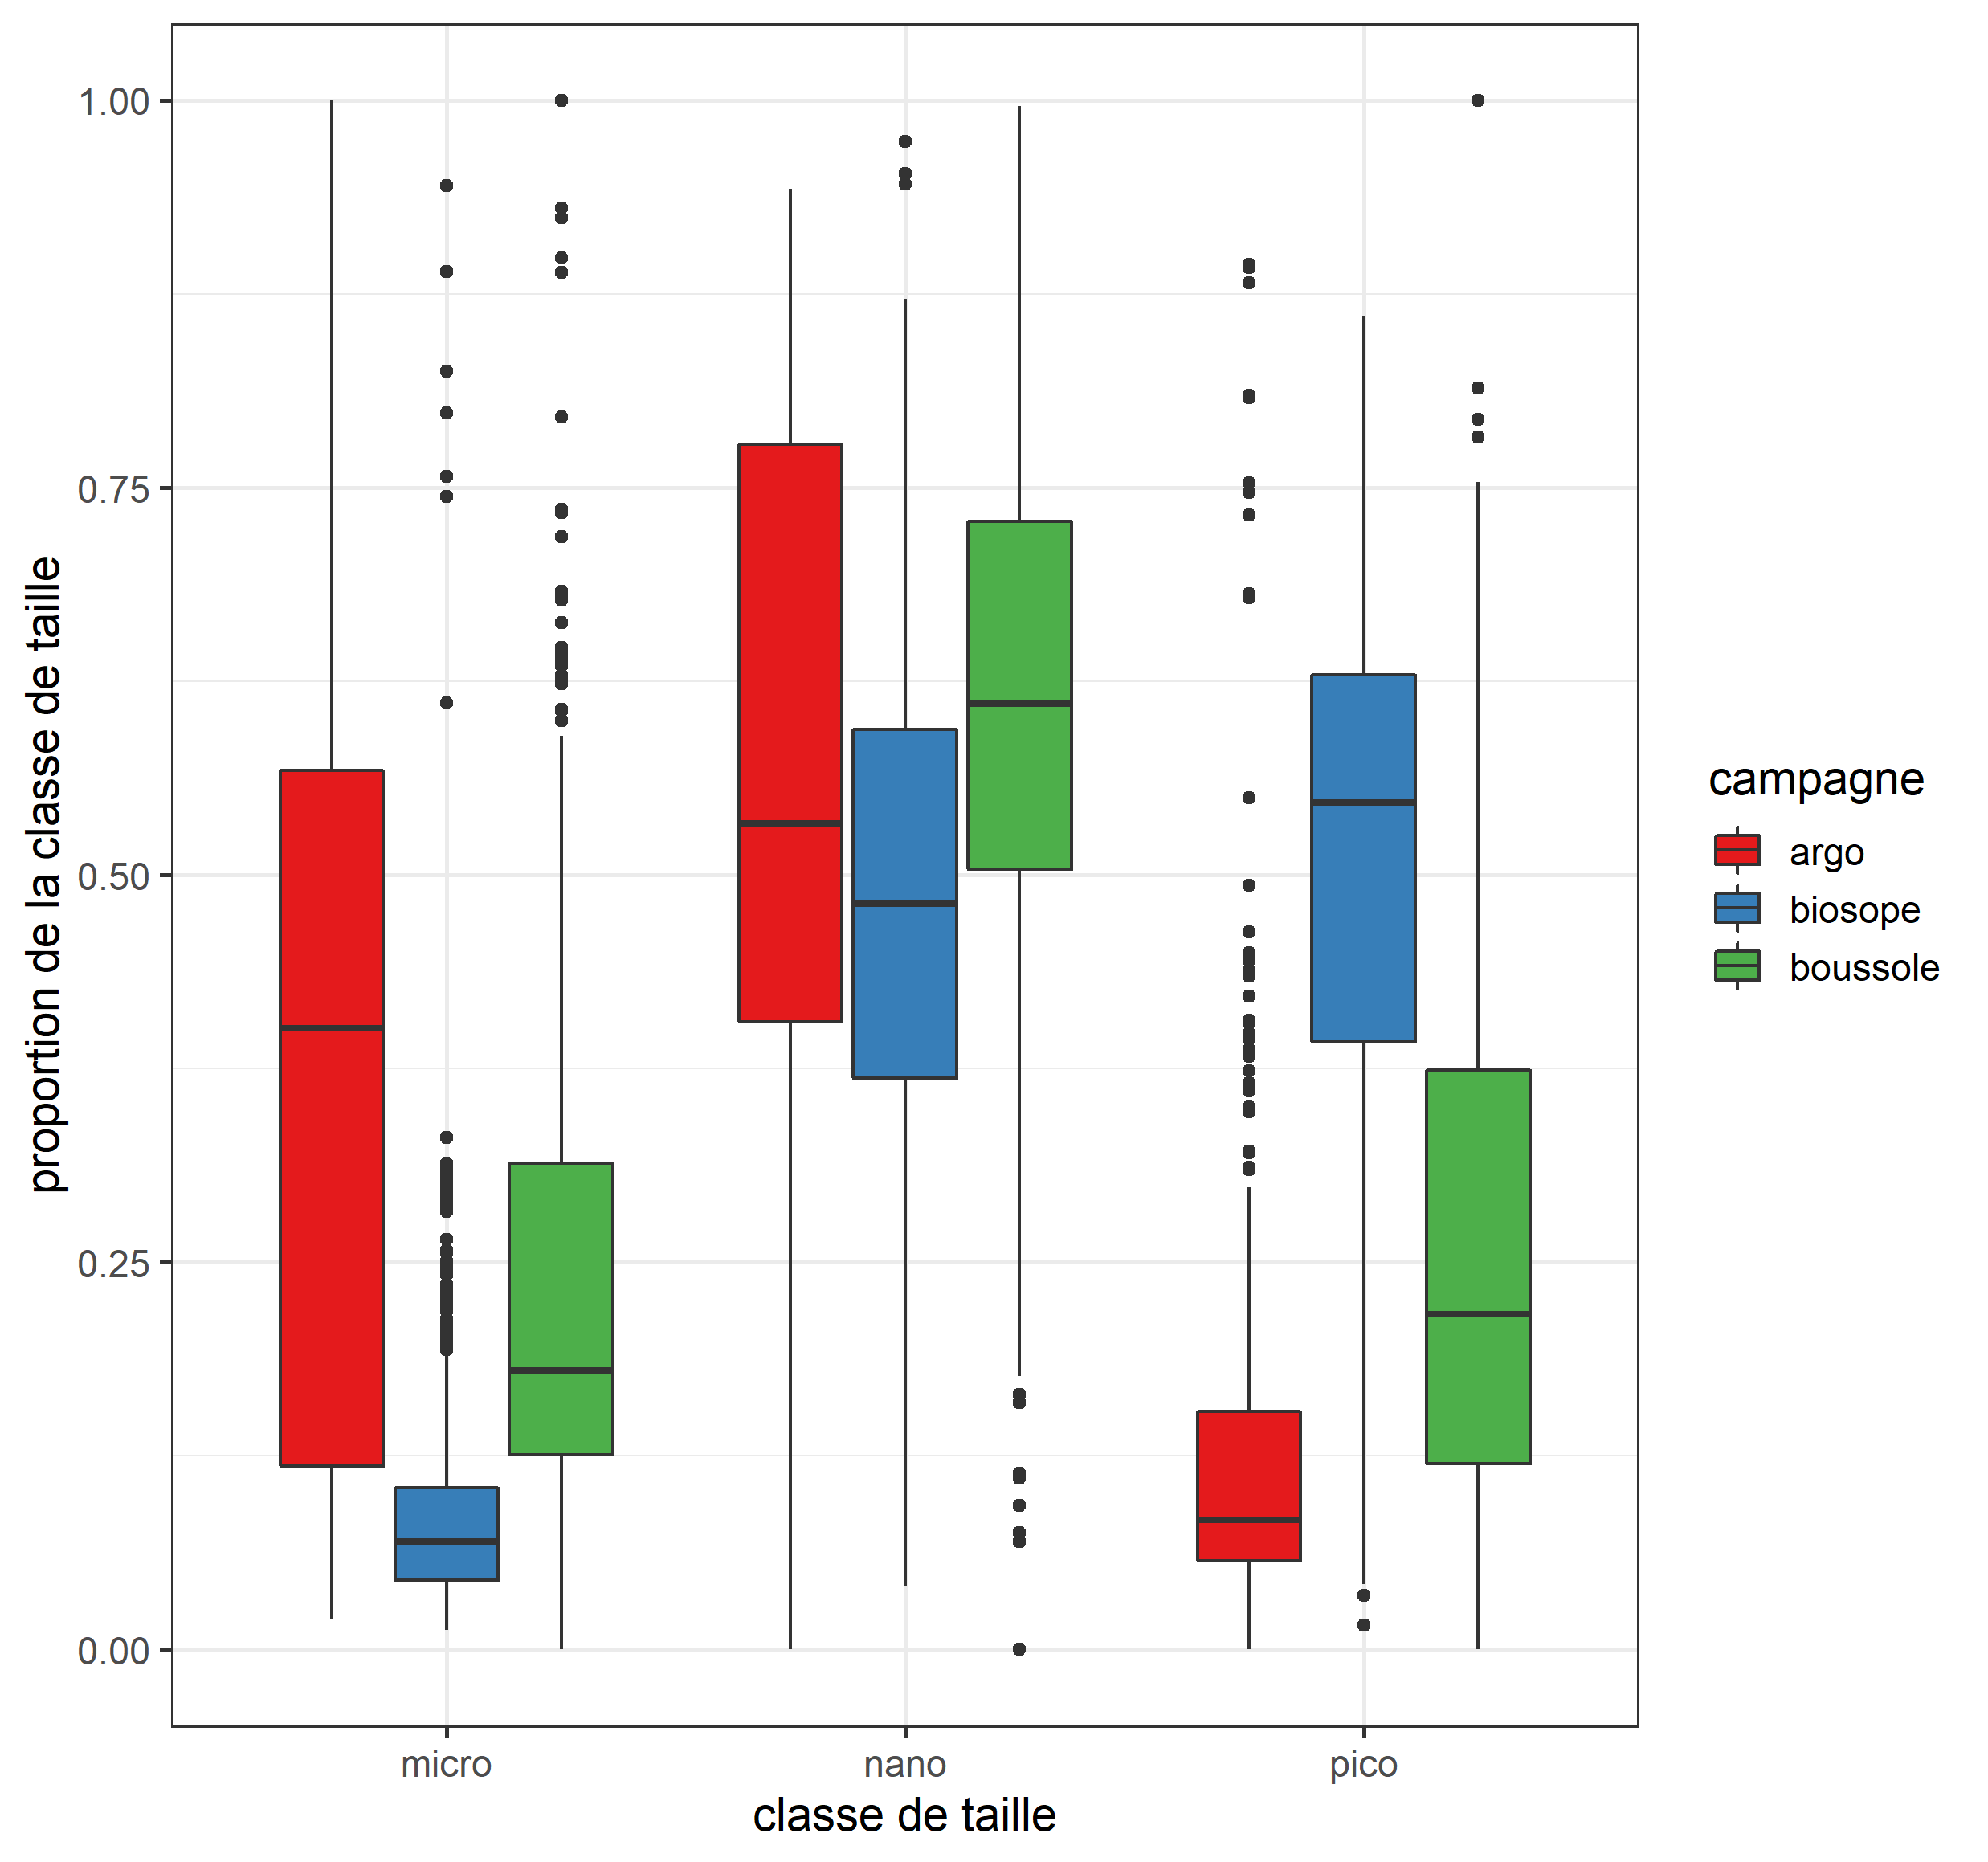 1.00
0.75
0.50
0.25
0.00
proportion de la classe de taille
micro
nano
pico
classe de taille
campagne
argo
biosope
boussole